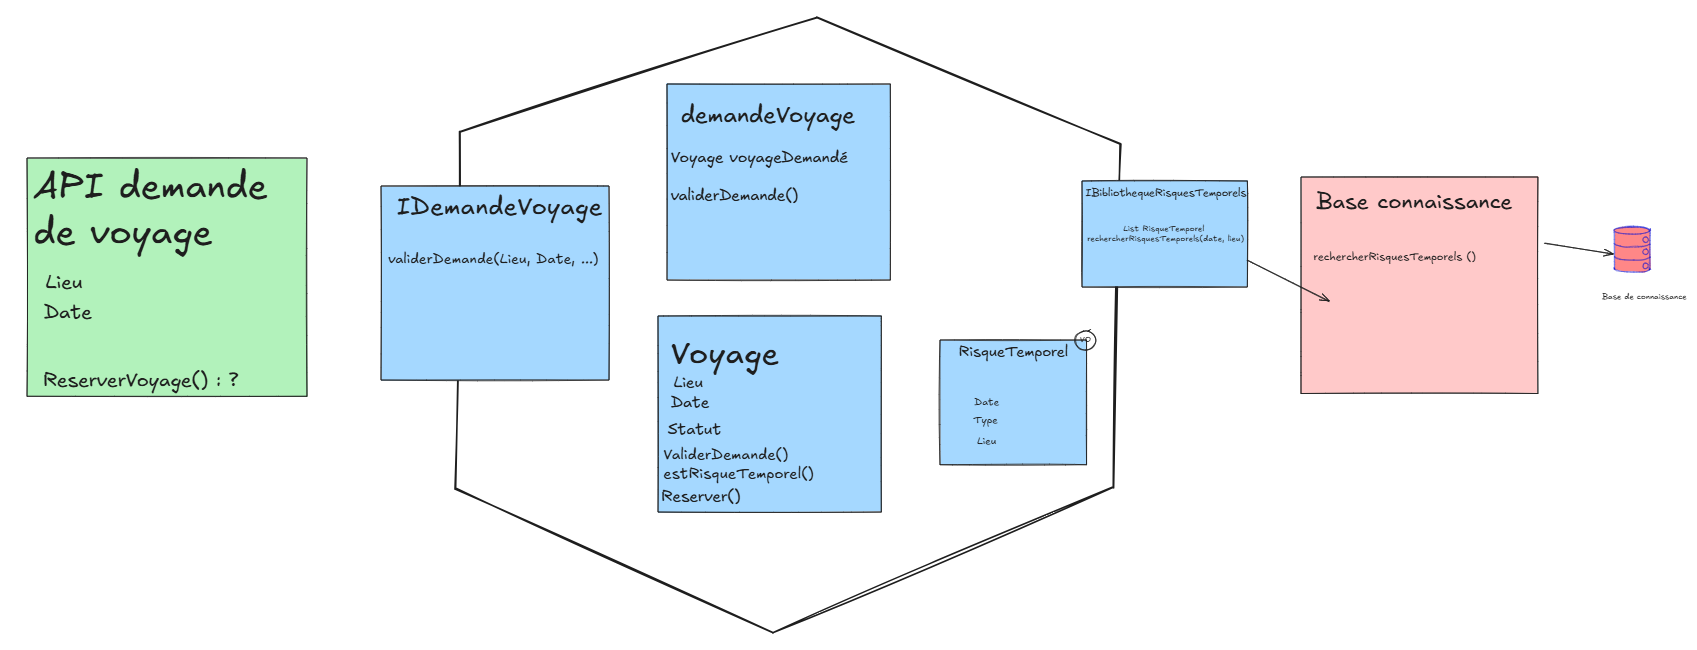 API demande
de voyage
Lieu
Date
ReserverVoyage() : ?
IDemandeVoyage
validerDemande(Lieu, Date, ...)
demandeVoyage
Voyage voyageDemandé
validerDemande()
Voyage
Lieu
Date
Statut
ValiderDemande()
estRisqueTemporel()
Reserver()
VO
RisqueTemporel
Date
Type
Lieu
IBibliothequeRisquesTemporels
List RisqueTemporel
rechercherRisquesTemporels(date, lieu)
Base connaissance
rechercherRisquesTemporels ()
Base de connaissance